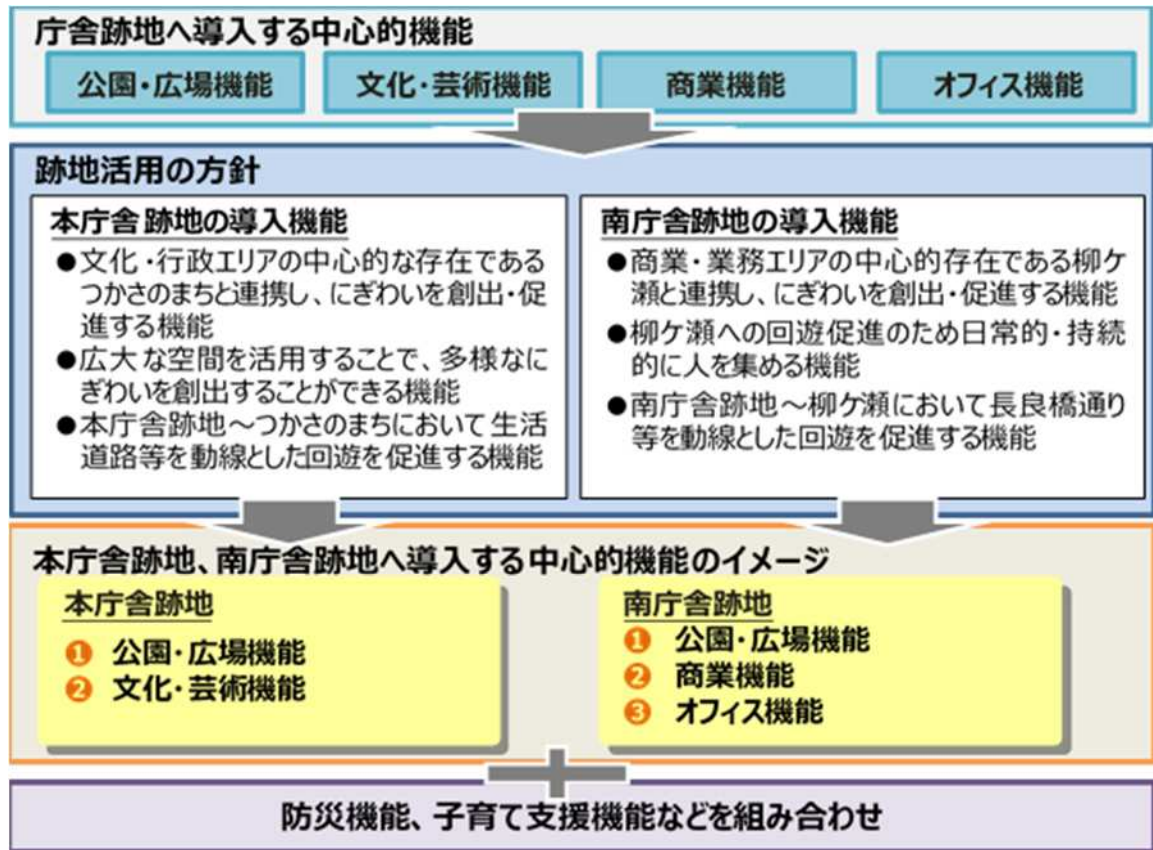 庁舎跡地へ導入する中心的機能
公園・広場機能
文化・芸術機能
商業機能
オフィス機能
跡地活用の方針
本庁舎跡地の導入機能
●文化・行政エリアの中心的な存在である
つかさのまちと連携し、にぎわいを創出・促
進する機能
●広大な空間を活用することで、多様なに
ぎわいを創出することができる機能
●本庁舎跡地～つかさのまちにおいて生活
道路等を動線とした回遊を促進する機能
南庁舎跡地の導入機能
●商業・業務エリアの中心的存在である柳ケ
瀬と連携し、にぎわいを創出・促進する機能
●柳ケ瀬への回遊促進のため日常的・持続
的に人を集める機能
●南庁舎跡地～柳ケ瀬において長良橋通り
等を動線とした回遊を促進する機能
本庁舎跡地、南庁舎跡地へ導入する中心的機能のイメージ
本庁舎跡地
❶ 公園・広場機能
❷ 文化・芸術機能
南庁舎跡地
❶ 公園・広場機能
❷ 商業機能
❸ オフィス機能
防災機能、子育て支援機能などを組み合わせ